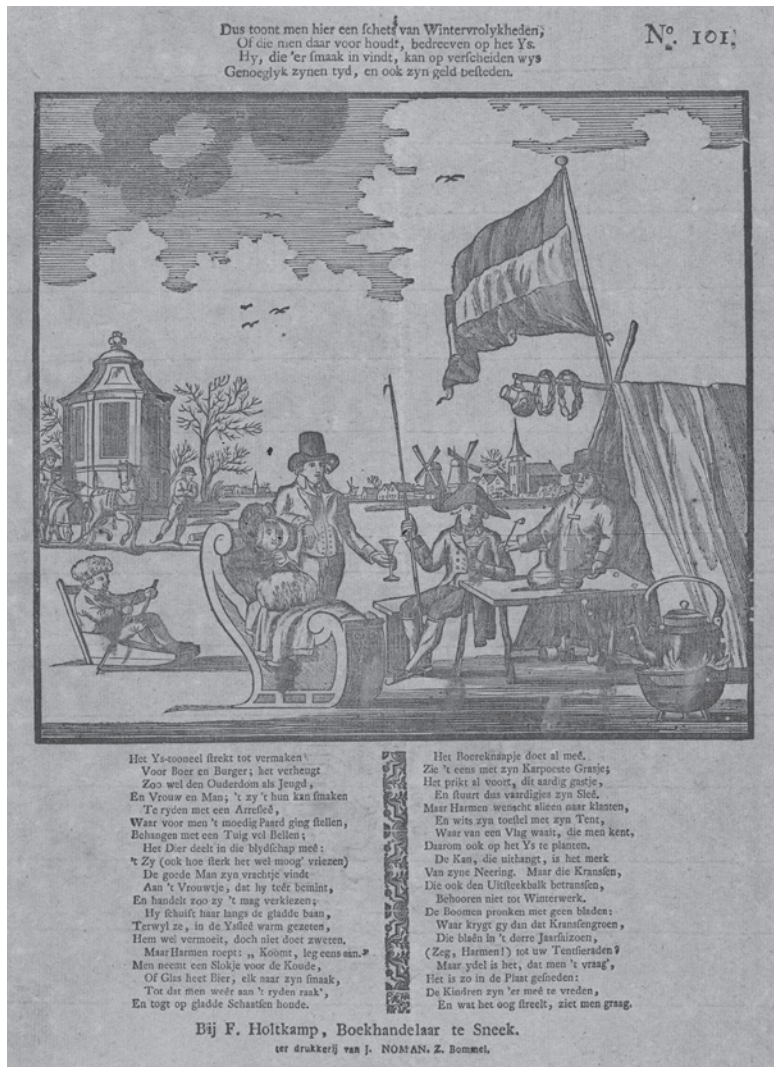 Dus toont men hier een ſchets van Wintervrolykheden;
Of die men daar voor houdt, bedreeven op het Ys.
Hy, die 'er ſmaak in vindt, kan op verſcheiden wys
Genoeglyk zynen tyd, en ook zyn geld beſteden.
No. 101.
Het Ys-tooneel ſtrekt tot vermaken
Voor Boer en Burger; het verheugt
Zoo wel den Ouderdom als Jeugd,
En Vrouw en Man; 't zy 't hun kan ſmaken
Te ryden met een Arreſleê,
Waar voor men 't moedig Paard ging ſtellen,
Behangen met een Tuig vol Bellen;
Het Dier deelt in die blydſchap meê:
't Zy (ook hoe ſterk het wel moog' vriezen)
De goede Man zyn vrachtje vindt
Aan 't Vrouwtje, dat hy teêr bemint,
En handelt zoo zy 't mag verkiezen;
Hy ſchuift haar langs de gladde baan,
Terwyl ze, in de Ysſleê warm gezeten,
Hem wel vermoeit, doch niet doet zweten.
Maar Harmen roept: „ Koomt, leg eens aan."
Men neemt een Slokje voor de Koude,
Of Glas heet Bier, elk naar zyn ſmaak,
Tot dat men weêr aan 't ryden raak',
En togt op gladde Schaatſen houde.
Het Boereknaapje doet al meê.
Zie 't eens met zyn Karpoeste Graasje;
Het prikt al voort, dit aardig gastje,
En ſtuurt dus vaardigjes zyn Sleê.
Maar Harmen wenscht alleen naar klanten,
En wits zyn toeſtel met zyn Tent,
Waar van een Vlag waait, die men kent,
Daarom ook op het Ys te planten.
De Kan, die uithangt, is het merk
Van zyne Neering. Maar die Kransſen,
Die ook den Uitſteekbalk betransſen,
Behooren niet tot Winterwerk.
De Boomen pronken met geen bladen:
Waar krygt gy dan dat Kransſengroen,
Die blaên in 't dorre Jaarſaizoen,
(Zeg, Harmen!) tot uw Tentſieraden?
Maar ydel is het, dat men 't vraag',
Het is zo in de Plaat geſneden:
De Kindren zyn 'er meê te vreden,
En wat het oog ſtreelt, ziet men graag.
Bij F. Holtkamp, Boekhandelaar te Sneek.
ter drukkerij van J. NOMAN. Z. Bommel.